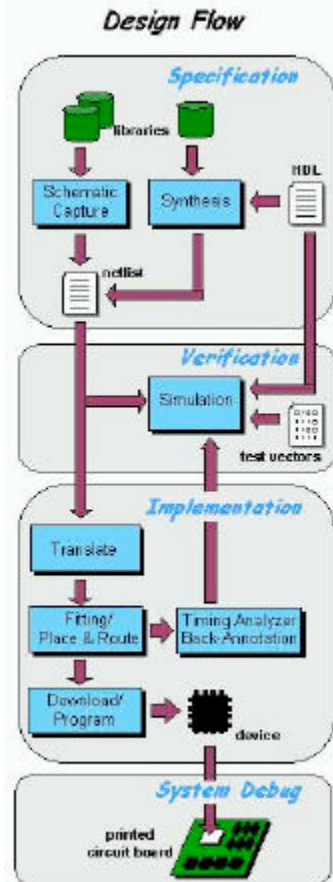 Design Flow
Specification
libraries
HDL
Schematic
Capture
Synthesis
netlist
Verification
Simulation
test vectors
Implementation
Translate
Fitting/
Place & Route
Timing Analyzer
Back-Annotation
Download/
Program
device
System Debug
printed
circuit board